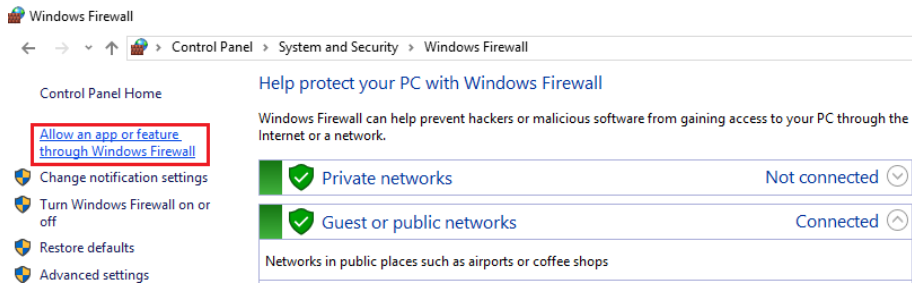 Windows Firewall
Control Panel > System and Security > Windows Firewall
Control Panel Home
Allow an app or feature
through Windows Firewall
Change notification settings
Turn Windows Firewall on or
off
Restore defaults
Advanced settings
Help protect your PC with Windows Firewall
Windows Firewall can help prevent hackers or malicious software from gaining access to your PC through the
Internet or a network.
Private networks Not connected
Guest or public networks Connected
Networks in public places such as airports or coffee shops